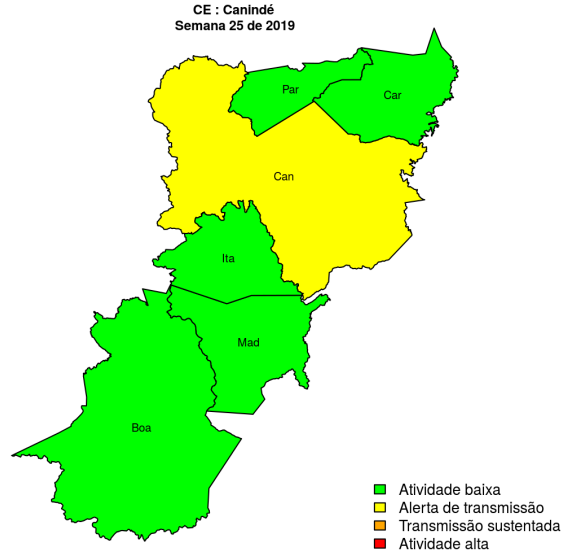 CE : Canindé
Semana 25 de 2019
Par
Car
Can
Ita
Mad
Boa
Atividade baixa
Alerta de transmissão
Transmissão sustentada
Atividade alta